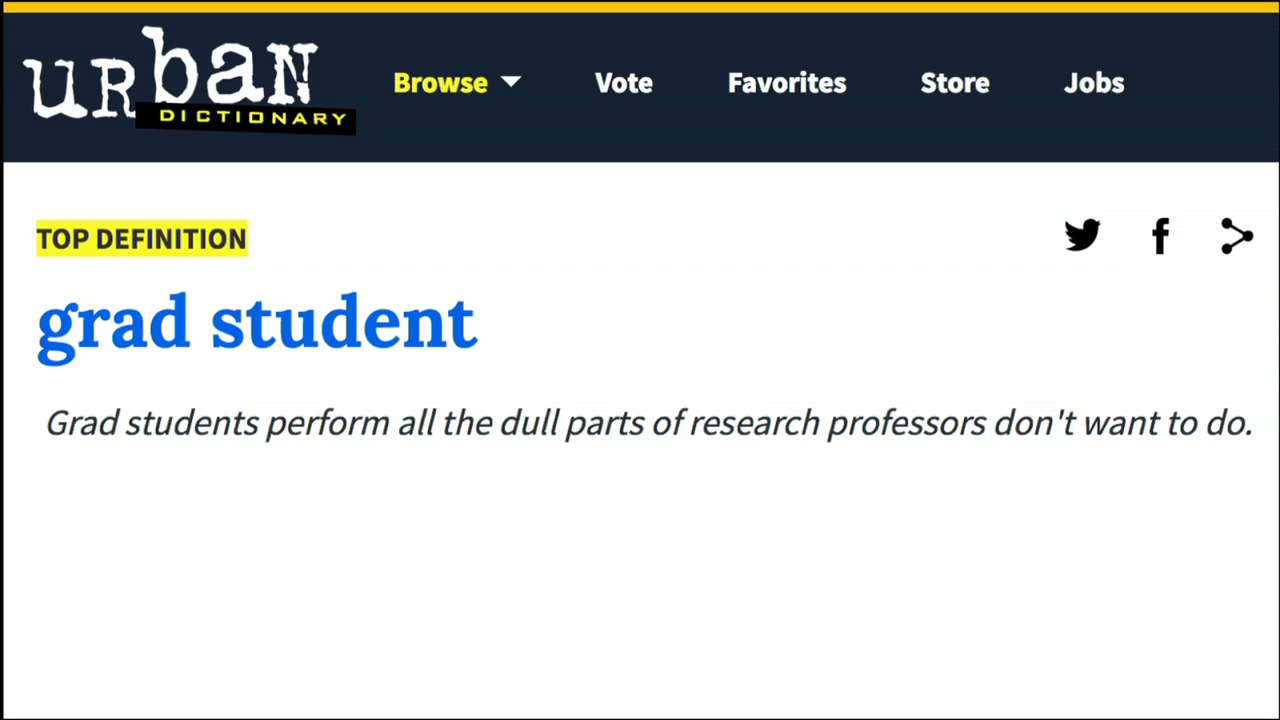 urban
DICTIONARY
Browse Vote Favorites Store Jobs
TOP DEFINITION
grad student
Grad students perform all the dull parts of research professors don't want to do.